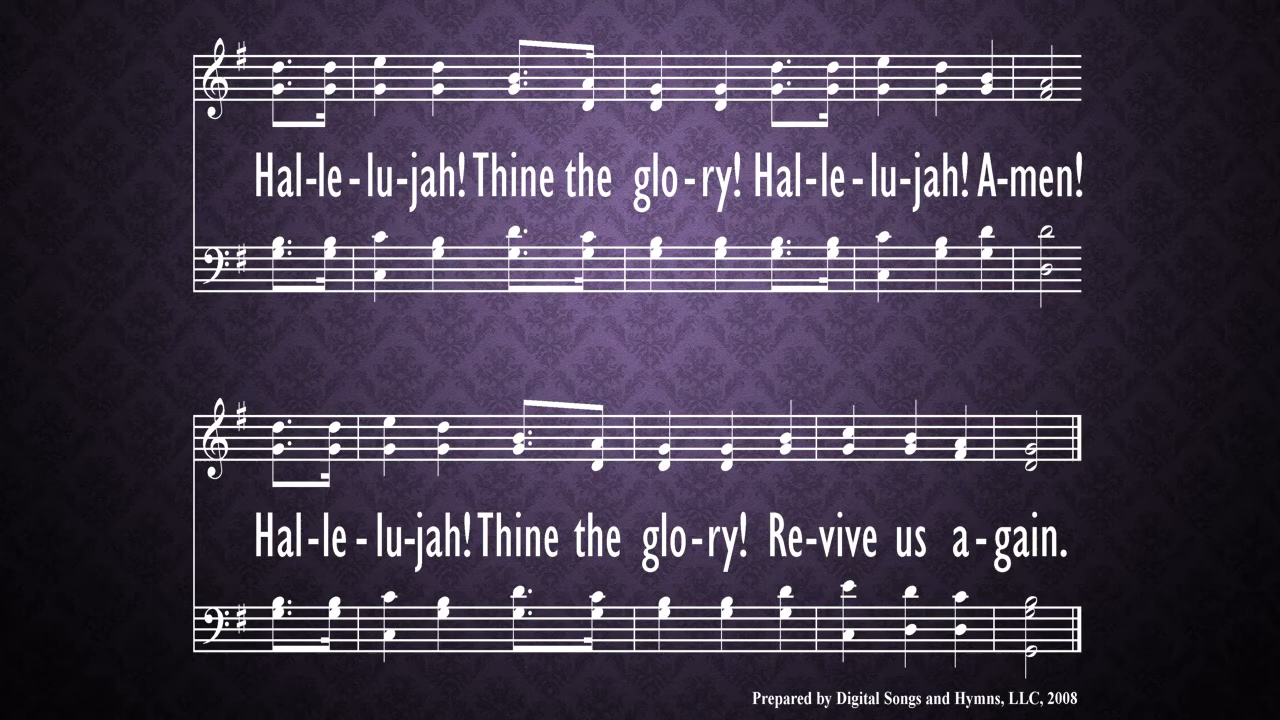 Hal-le-lu-jah! Thine the glo-ry! Hal-le-lu-jah! A-men!
Hal-le-lu-jah! Thine the glo-ry! Re-vive us a-gain.
Prepared by Digital Songs and Hymns, LLC, 2008